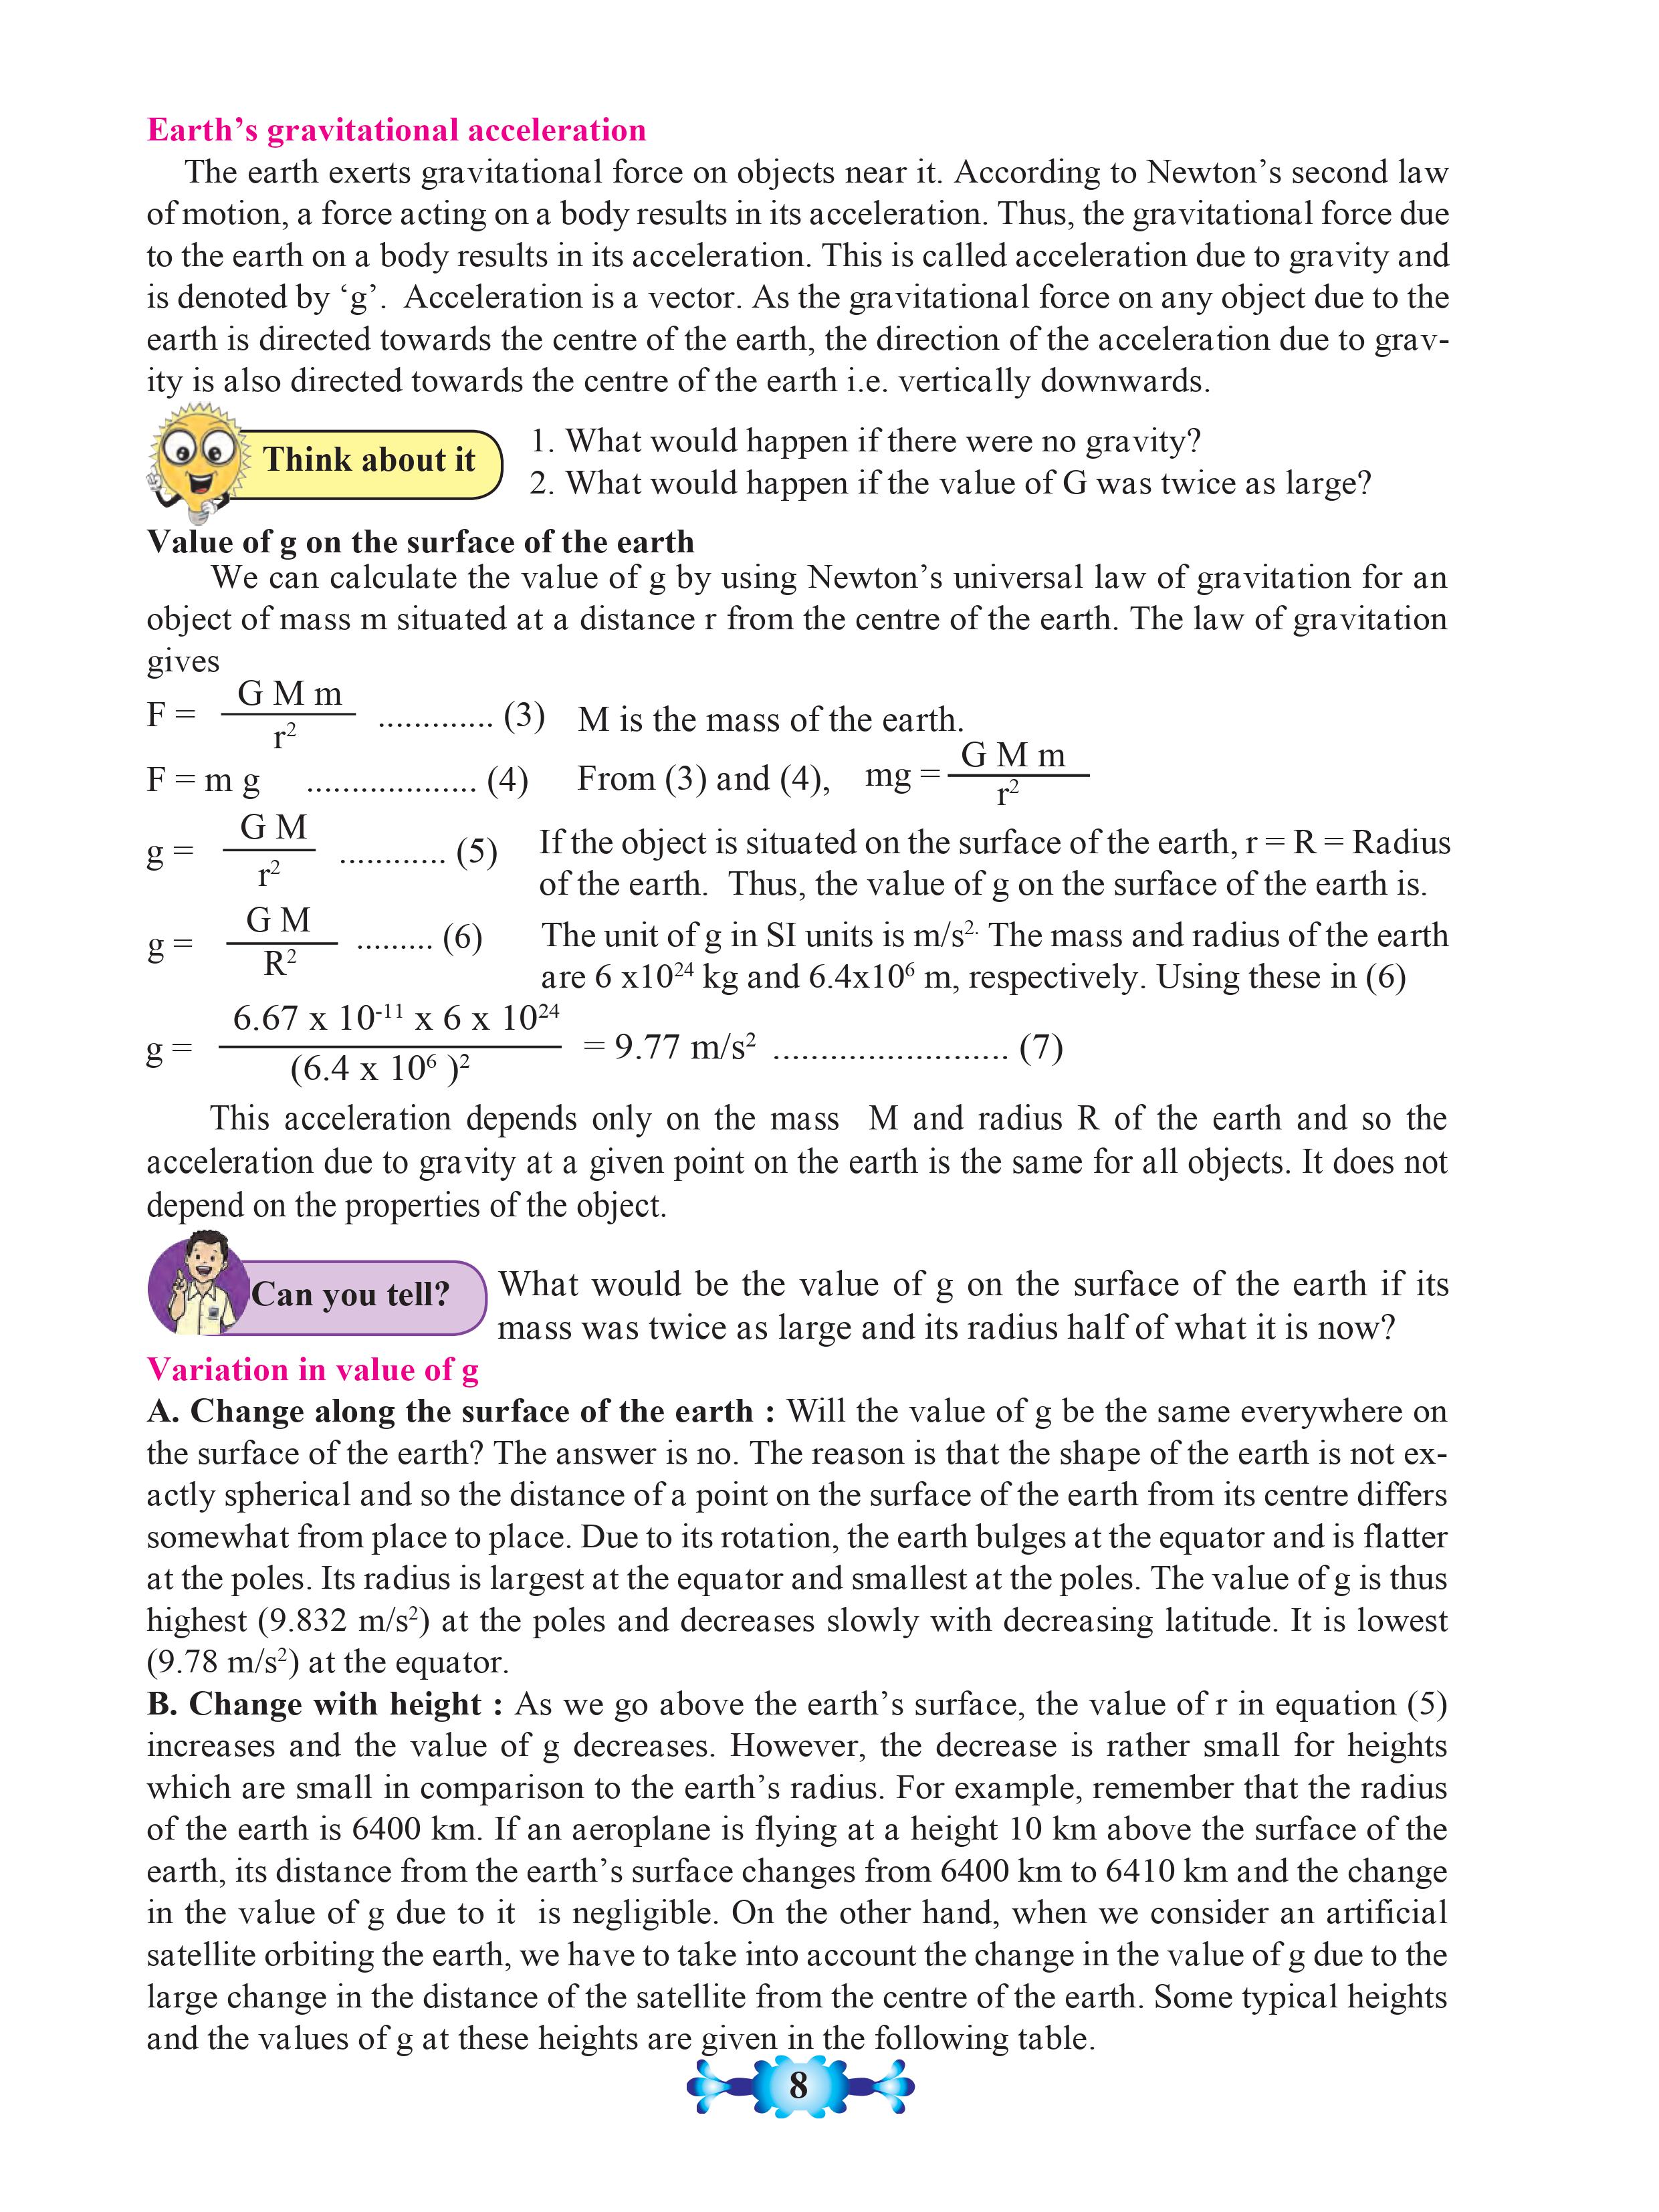 Earth’s gravitational acceleration
The earth exerts gravitational force on objects near it. According to Newton’s second law
of motion, a force acting on a body results in its acceleration. Thus, the gravitational force due
to the earth on a body results in its acceleration. This is called acceleration due to gravity and
is denoted by ‘g’. Acceleration is a vector. As the gravitational force on any object due to the
earth is directed towards the centre of the earth, the direction of the acceleration due to grav-
ity is also directed towards the centre of the earth i.e. vertically downwards.
Think about it
1. What would happen if there were no gravity?
2. What would happen if the value of G was twice as large?
Value of g on the surface of the earth
We can calculate the value of g by using Newton’s universal law of gravitation for an
object of mass m situated at a distance r from the centre of the earth. The law of gravitation
gives
F = G M m / r² ............. (3) M is the mass of the earth.
F = m g ................... (4) From (3) and (4), mg = G M m / r²
g = G M / r² ............ (5) If the object is situated on the surface of the earth, r = R = Radius
of the earth. Thus, the value of g on the surface of the earth is.
g = G M / R² ......... (6) The unit of g in SI units is m/s². The mass and radius of the earth
are 6 x10²⁴ kg and 6.4x10⁶ m, respectively. Using these in (6)
g = 6.67 x 10⁻¹¹ x 6 x 10²⁴ / (6.4 x 10⁶ )² = 9.77 m/s² ......................... (7)
This acceleration depends only on the mass M and radius R of the earth and so the
acceleration due to gravity at a given point on the earth is the same for all objects. It does not
depend on the properties of the object.
Can you tell?
What would be the value of g on the surface of the earth if its
mass was twice as large and its radius half of what it is now?
Variation in value of g
A. Change along the surface of the earth : Will the value of g be the same everywhere on
the surface of the earth? The answer is no. The reason is that the shape of the earth is not ex-
actly spherical and so the distance of a point on the surface of the earth from its centre differs
somewhat from place to place. Due to its rotation, the earth bulges at the equator and is flatter
at the poles. Its radius is largest at the equator and smallest at the poles. The value of g is thus
highest (9.832 m/s²) at the poles and decreases slowly with decreasing latitude. It is lowest
(9.78 m/s²) at the equator.
B. Change with height : As we go above the earth’s surface, the value of r in equation (5)
increases and the value of g decreases. However, the decrease is rather small for heights
which are small in comparison to the earth’s radius. For example, remember that the radius
of the earth is 6400 km. If an aeroplane is flying at a height 10 km above the surface of the
earth, its distance from the earth’s surface changes from 6400 km to 6410 km and the change
in the value of g due to it is negligible. On the other hand, when we consider an artificial
satellite orbiting the earth, we have to take into account the change in the value of g due to the
large change in the distance of the satellite from the centre of the earth. Some typical heights
and the values of g at these heights are given in the following table.
8